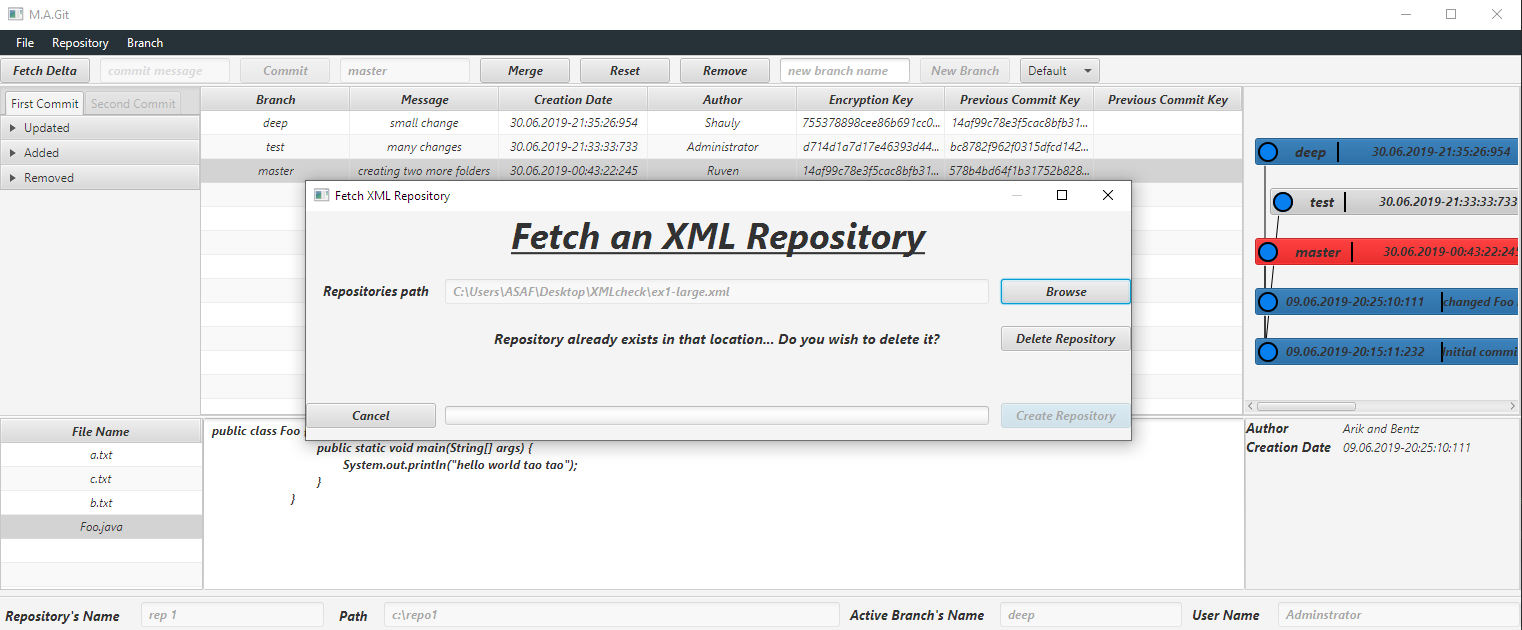 M.A.Git
File Repository Branch
Fetch Delta commit message Commit master Merge Reset Remove new branch name New Branch Default
First Commit Second Commit
Updated
Added
Removed
Branch Message Creation Date Author Encryption Key Previous Commit Key Previous Commit Key
deep small change 30.06.2019-21:35:26:954 Shauly 755378898cee86b691cc0... 14af99c78e3f5cac8bfb31...
test many changes 30.06.2019-21:33:33:733 Administrator d714d1a7d17e46393d44... bc8782f962f0315dfcd142...
master creating two more folders 30.06.2019-00:43:22:245 Ruven 14af99c78e3f5cac8bfb31... 578b4bd64f1b31752b828...
deep 30.06.2019-21:35:26:954
test 30.06.2019-21:33:33:733
master 30.06.2019-00:43:22:245
09.06.2019-20:25:10:111 changed Foo
09.06.2019-20:15:11:232 Initial commi
Fetch XML Repository
Fetch an XML Repository
Repositories path C:\Users\ASAF\Desktop\XMLcheck\ex1-large.xml Browse
Repository already exists in that location... Do you wish to delete it? Delete Repository
Cancel Create Repository
File Name
a.txt
c.txt
b.txt
Foo.java
public class Foo {
public static void main(String[] args) {
System.out.println("hello world tao tao");
}
}
Author Arik and Bentz
Creation Date 09.06.2019-20:25:10:111
Repository's Name rep 1 Path c:\repo1 Active Branch's Name deep User Name Adminstrator